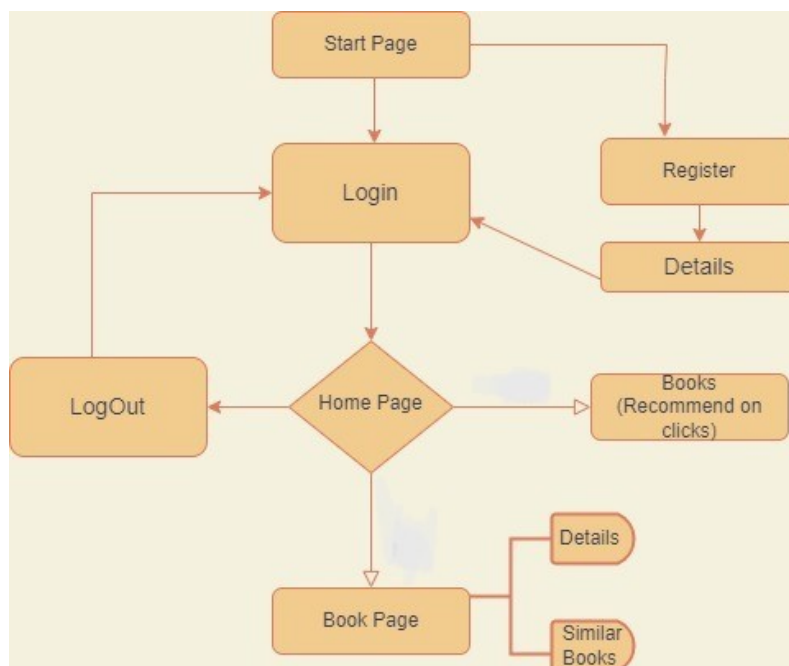 Start Page
Register
Login
Details
LogOut
Home Page
Books
(Recommend on
clicks)
Details
Book Page
Similar
Books